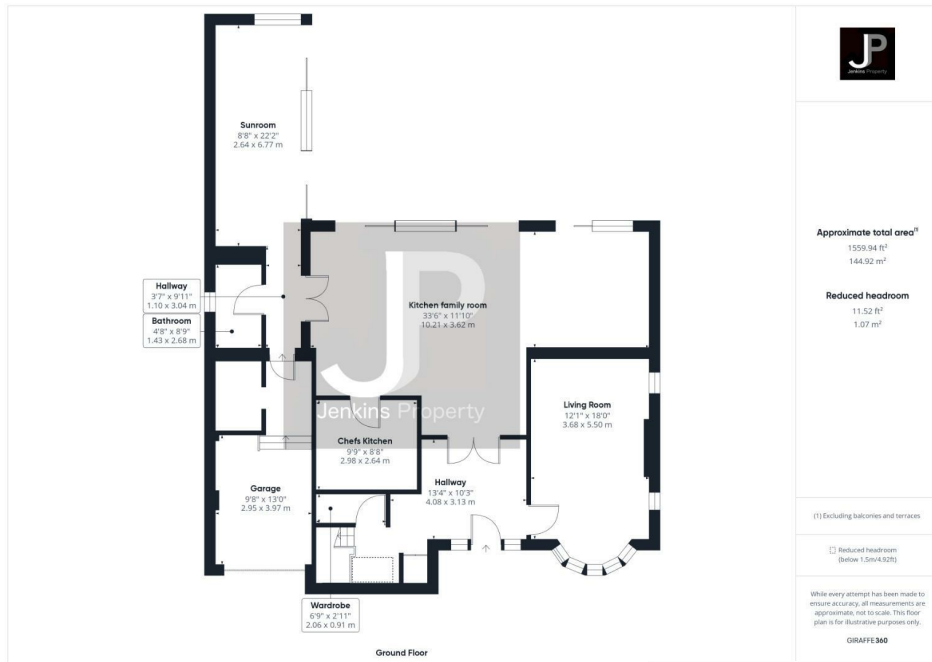 Sunroom
8'8" x 22'2"
2.64 x 6.77 m
Hallway
3'7" x 9'11"
1.10 x 3.04 m
Bathroom
4'8" x 8'9"
1.43 x 2.68 m
Kitchen family room
33'6" x 11'10"
10.21 x 3.62 m
JP
Jenkins Property
Living Room
12'1" x 18'0"
3.68 x 5.50 m
Chefs Kitchen
9'9" x 8'8"
2.98 x 2.64 m
Hallway
13'4" x 10'3"
4.08 x 3.13 m
Garage
9'8" x 13'0"
2.95 x 3.97 m
Wardrobe
6'9" x 2'11"
2.06 x 0.91 m
Ground Floor
JP
Jenkins Property
Approximate total area⁽¹⁾
1559.94 ft²
144.92 m²
Reduced headroom
11.52 ft²
1.07 m²
(1) Excluding balconies and terraces
Reduced headroom
(below 1.5m/4.92ft)
While every attempt has been made to
ensure accuracy, all measurements are
approximate, not to scale. This floor
plan is for illustrative purposes only.
GIRAFFE360